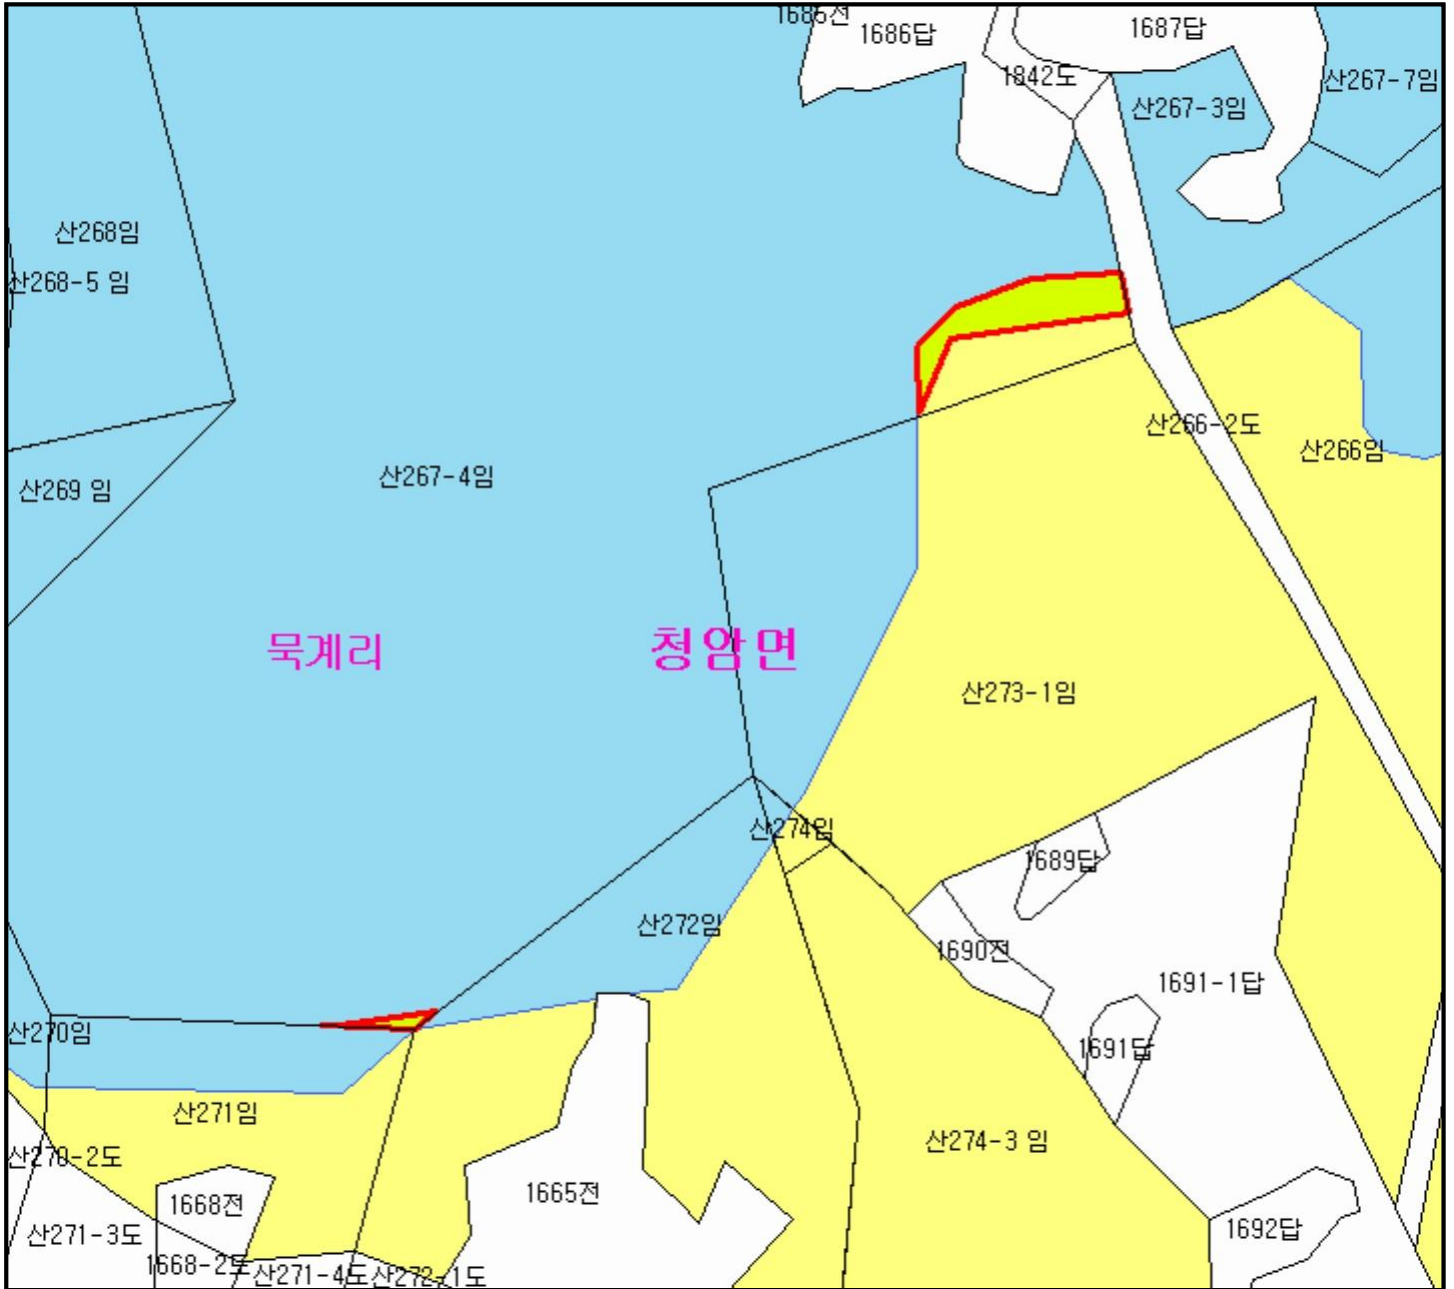 1685전
1686답
1687답
1842도
산267-7임
산267-3임
산268임
산268-5 임
산266-2도
산266임
산267-4임
산269 임
묵계리
청암면
산273-1임
산274임
1689답
산272임
1690전
1691-1답
산270임
1691답
산271임
산274-3 임
산270-2도
1668전
1665전
산271-3도
1692답
1668-2도
산271-4도
산272-1도